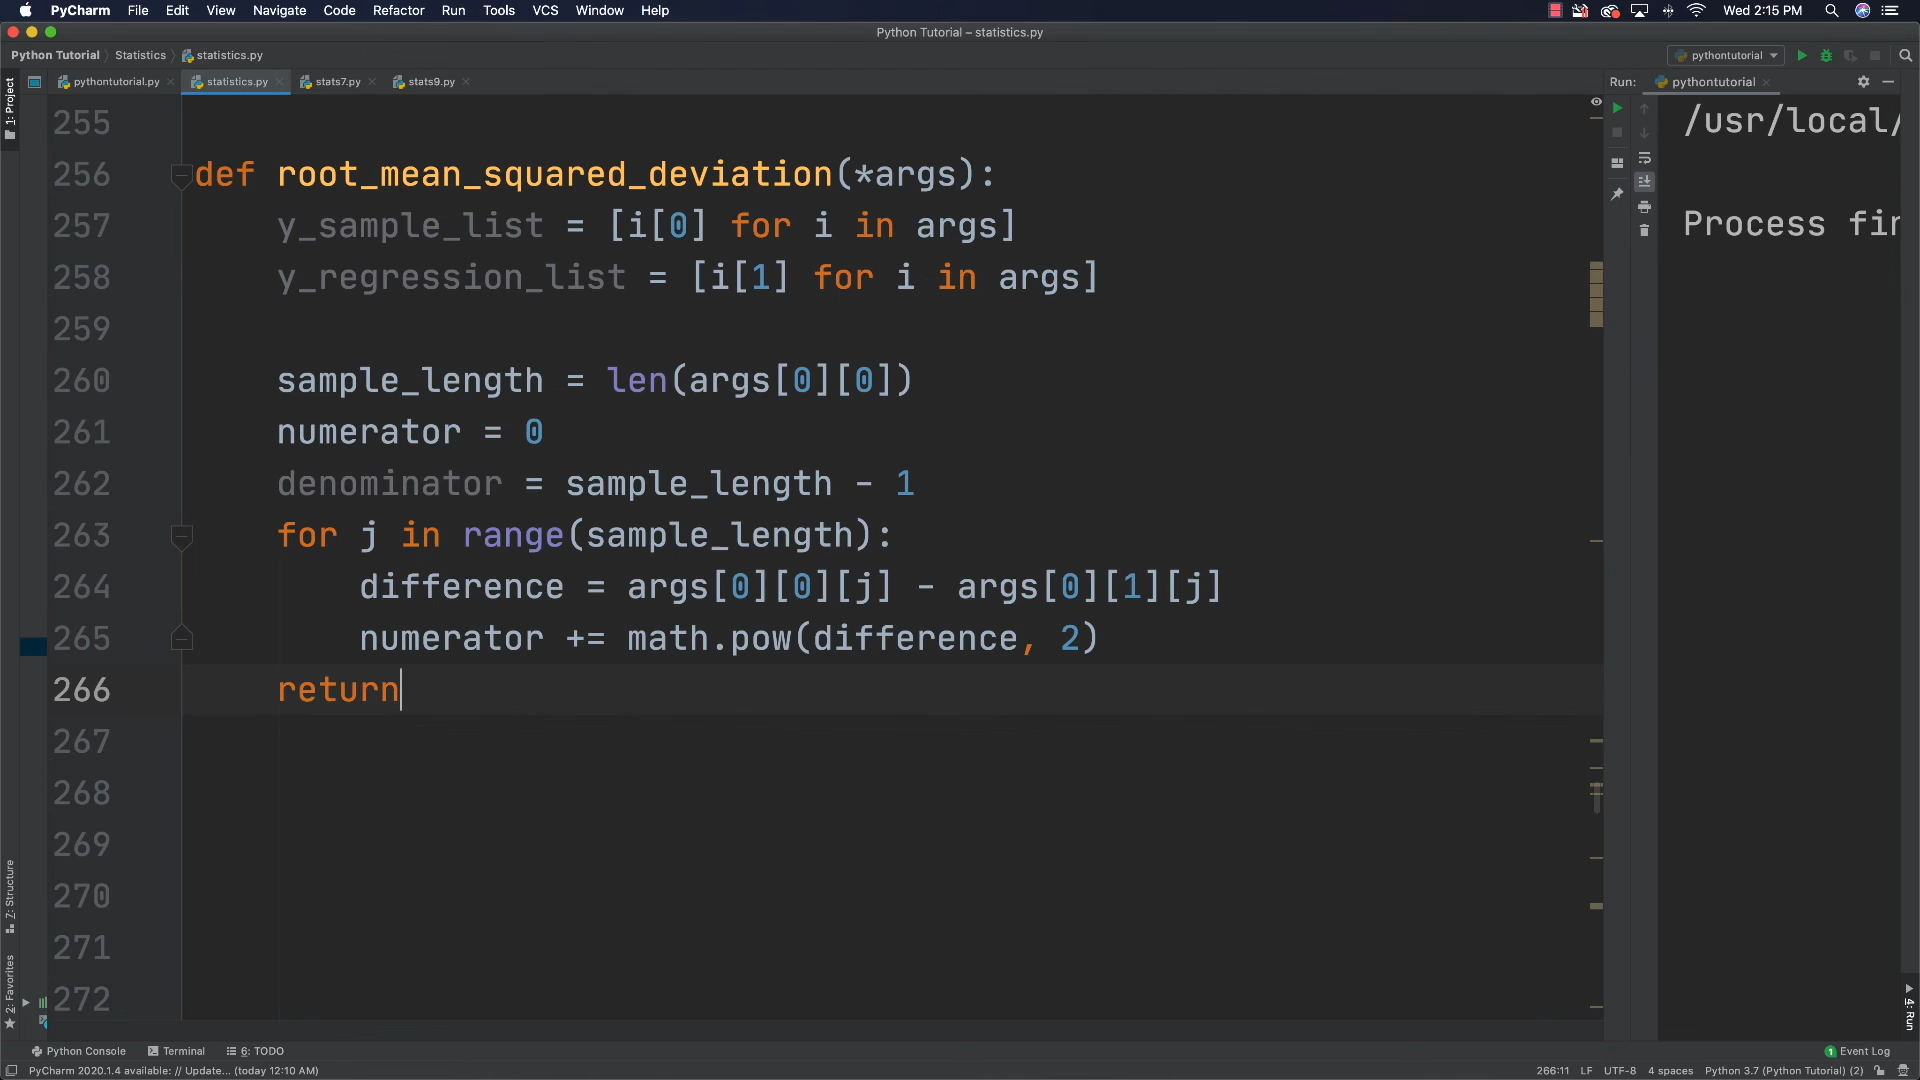 PyCharm File Edit View Navigate Code Refactor Run Tools VCS Window Help Wed 2:15 PM
Python Tutorial – statistics.py
Python Tutorial Statistics statistics.py pythontutorial
1: Project pythontutorial.py statistics.py stats7.py stats9.py Run: pythontutorial
255
256 def root_mean_squared_deviation(*args):
257 y_sample_list = [i[0] for i in args]
258 y_regression_list = [i[1] for i in args]
259
260 sample_length = len(args[0][0])
261 numerator = 0
262 denominator = sample_length - 1
263 for j in range(sample_length):
264 difference = args[0][0][j] - args[0][1][j]
265 numerator += math.pow(difference, 2)
266 return
267
268
269
270
271
272
/usr/local/
Process fin
Z: Structure
2: Favorites
4: Run
Python Console Terminal 6: TODO 1 Event Log
PyCharm 2020.1.4 available: // Update... (today 12:10 AM) 266:11 LF UTF-8 4 spaces Python 3.7 (Python Tutorial) (2)